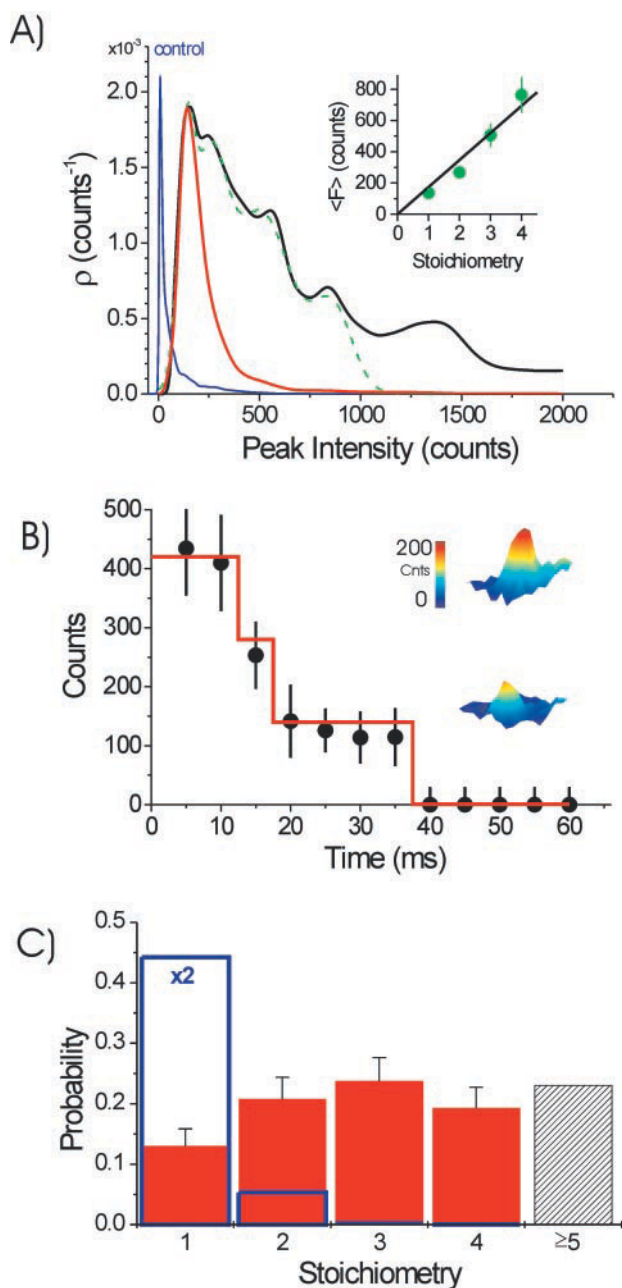 A)
×10⁻³
control
2.0
1.5
1.0
0.5
0.0
ρ (counts⁻¹)
0 500 1000 1500 2000
Peak Intensity (counts)
800
600
400
200
0
<F> (counts)
0 1 2 3 4
Stoichiometry
B)
500
400
300
200
100
0
Counts
0 10 20 30 40 50 60
Time (ms)
200
Cnts
0
C)
0.5
0.4
0.3
0.2
0.1
0.0
Probability
x2
1 2 3 4 ≥5
Stoichiometry